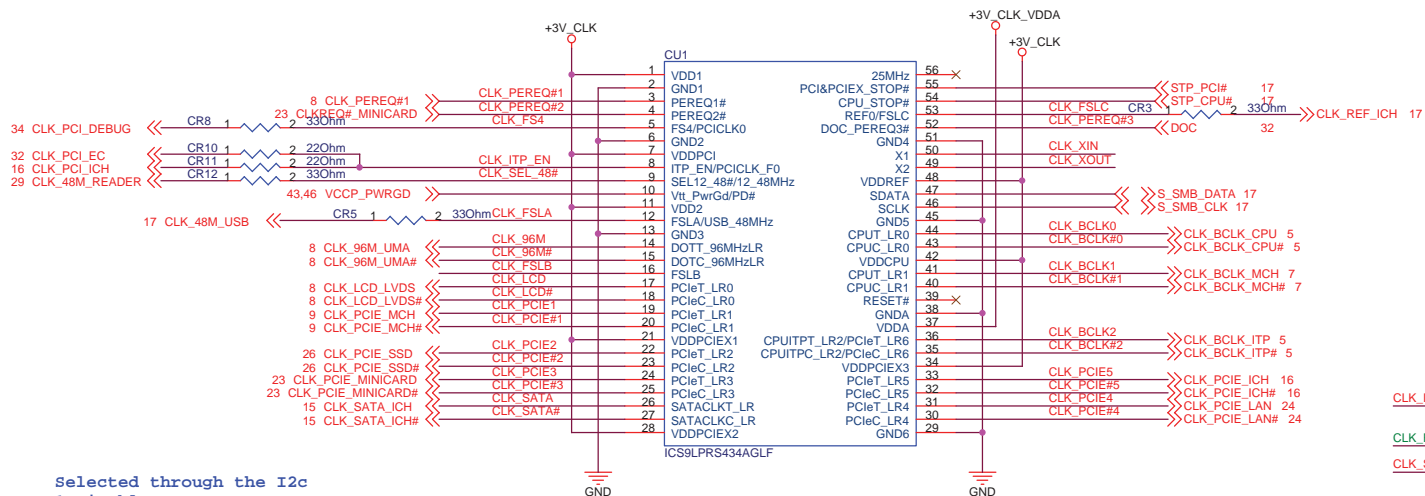 +3V_CLK_VDDA
+3V_CLK
+3V_CLK
CU1
1 VDD1
2 GND1
CLK_PEREQ#1 3 PEREQ1#
8 CLK_PEREQ#1
CLK_PEREQ#2 4 PEREQ2#
23 CLKREQ#_MINICARD
34 CLK_PCI_DEBUG CR8 1 2 33Ohm CLK_FS4 5 FS4/PCICLK0
6 GND2
7 VDDPCI
32 CLK_PCI_EC CR10 1 2 22Ohm
16 CLK_PCI_ICH CR11 1 2 22Ohm CLK_ITP_EN 8 ITP_EN/PCICLK_F0
29 CLK_48M_READER CR12 1 2 33Ohm CLK_SEL_48# 9 SEL12_48#/12_48MHz
43,46 VCCP_PWRGD 10 Vtt_PwrGd/PD#
11 VDD2
17 CLK_48M_USB CR5 1 2 33Ohm CLK_FSLA 12 FSLA/USB_48MHz
13 GND3
8 CLK_96M_UMA CLK_96M 14 DOTT_96MHzLR
8 CLK_96M_UMA# CLK_96M# 15 DOTC_96MHzLR
CLK_FSLB 16 FSLB
8 CLK_LCD_LVDS CLK_LCD 17 PCIeT_LR0
8 CLK_LCD_LVDS# CLK_LCD# 18 PCIeC_LR0
9 CLK_PCIE_MCH CLK_PCIE1 19 PCIeT_LR1
9 CLK_PCIE_MCH# CLK_PCIE#1 20 PCIeC_LR1
21 VDDPCIEX1
26 CLK_PCIE_SSD CLK_PCIE2 22 PCIeT_LR2
26 CLK_PCIE_SSD# CLK_PCIE#2 23 PCIeC_LR2
23 CLK_PCIE_MINICARD CLK_PCIE3 24 PCIeT_LR3
23 CLK_PCIE_MINICARD# CLK_PCIE#3 25 PCIeC_LR3
15 CLK_SATA_ICH CLK_SATA 26 SATACLKT_LR
15 CLK_SATA_ICH# CLK_SATA# 27 SATACLKC_LR
28 VDDPCIEX2
25MHz 56
PCI&PCIEX_STOP# 55 STP_PCI# 17
CPU_STOP# 54 STP_CPU# 17
REF0/FSLC 53 CLK_FSLC CR3 1 2 33Ohm CLK_REF_ICH 17
DOC_PEREQ3# 52 CLK_PEREQ#3 DOC 32
GND4 51
X1 50 CLK_XIN
X2 49 CLK_XOUT
VDDREF 48
SDATA 47 S_SMB_DATA 17
SCLK 46 S_SMB_CLK 17
GND5 45
CPUT_LR0 44 CLK_BCLK0 CLK_BCLK_CPU 5
CPUC_LR0 43 CLK_BCLK#0 CLK_BCLK_CPU# 5
VDDCPU 42
CPUT_LR1 41 CLK_BCLK1 CLK_BCLK_MCH 7
CPUC_LR1 40 CLK_BCLK#1 CLK_BCLK_MCH# 7
RESET# 39
GNDA 38
VDDA 37
CPUITPT_LR2/PCIeT_LR6 36 CLK_BCLK2 CLK_BCLK_ITP 5
CPUITPC_LR2/PCIeC_LR6 35 CLK_BCLK#2 CLK_BCLK_ITP# 5
VDDPCIEX3 34
PCIeT_LR5 33 CLK_PCIE5 CLK_PCIE_ICH 16
PCIeC_LR5 32 CLK_PCIE#5 CLK_PCIE_ICH# 16
PCIeT_LR4 31 CLK_PCIE4 CLK_PCIE_LAN 24
PCIeC_LR4 30 CLK_PCIE#4 CLK_PCIE_LAN# 24
GND6 29
ICS9LPRS434AGLF
GND
GND
Selected through the I2c